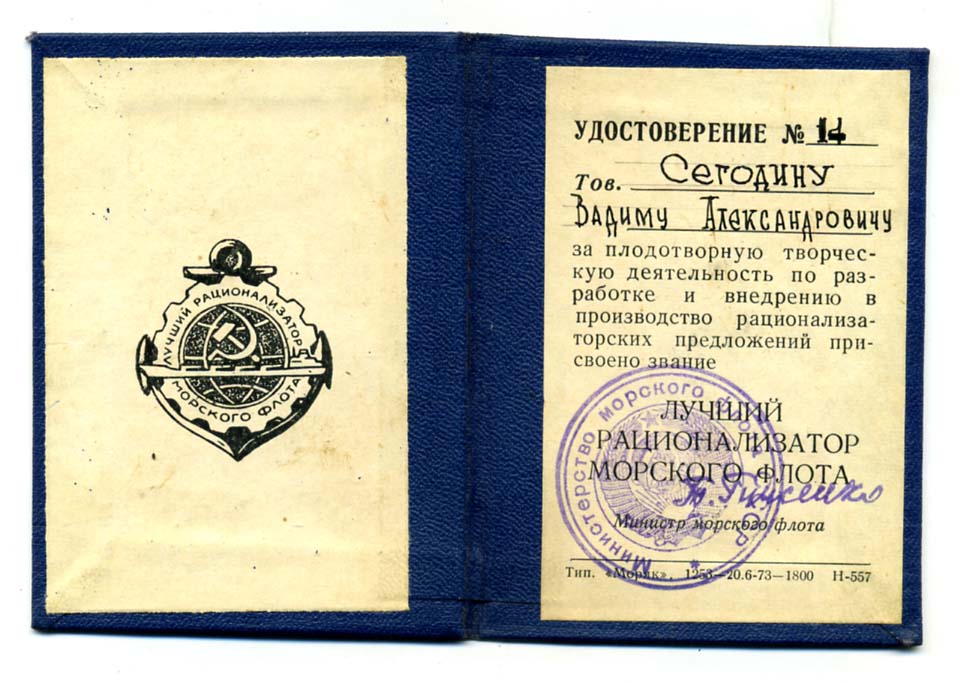 ЛУЧШИЙ РАЦИОНАЛИЗАТОР
МОРСКОГО ФЛОТА
УДОСТОВЕРЕНИЕ №
Тов. Сегодину
Вадиму Александровичу
за плодотворную творчес-
кую деятельность по раз-
работке и внедрению в
производство рационализа-
торских предложений при-
своено звание
ЛУЧШИЙ
РАЦИОНАЛИЗАТОР
МОРСКОГО ФЛОТА
Министерство морского флота СССР
Министр морского флота
Тип. «Моряк». 1253—20.6-73—1800 Н-557